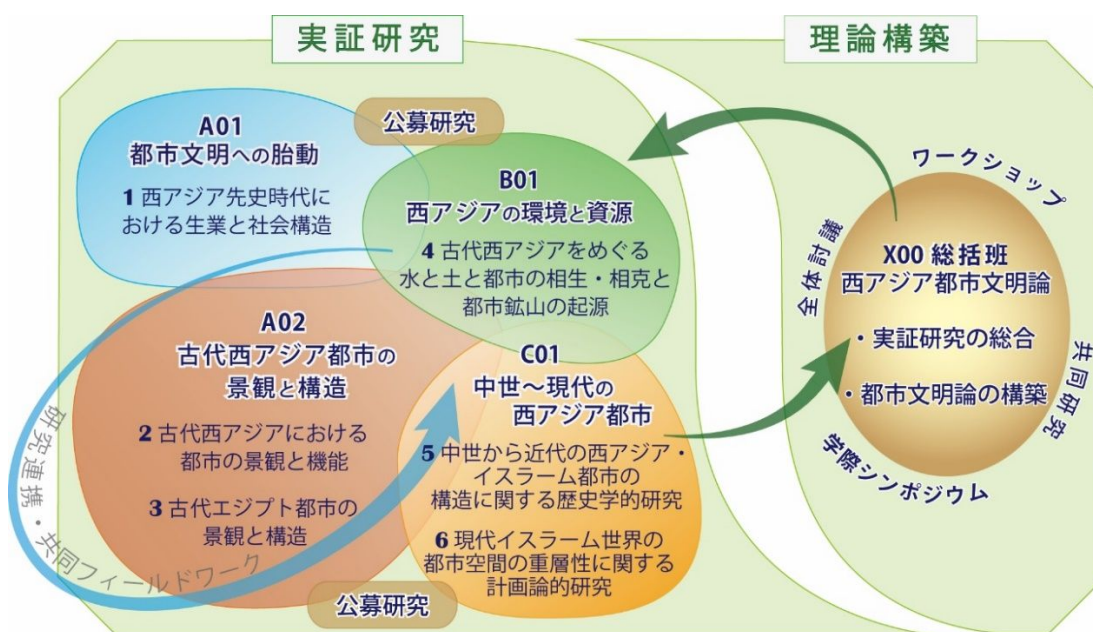 実証研究
理論構築
公募研究
A01
都市文明への胎動
1 西アジア先史時代に
おける生業と社会構造
B01
西アジアの環境と資源
4 古代西アジアをめぐる
水と土と都市の相生・相克と
都市鉱山の起源
A02
古代西アジア都市の
景観と構造
2 古代西アジアにおける
都市の景観と機能
3 古代エジプト都市の
景観と構造
C01
中世～現代の
西アジア都市
5 中世から近代の西アジア・
イスラーム都市の
構造に関する歴史学的研究
6 現代イスラーム世界の
都市空間の重層性に関する
計画論的研究
公募研究
研究連携・共同フィールドワーク
ワークショップ
全体討議
X00 総括班
西アジア都市文明論
・実証研究の総合
・都市文明論の構築
共同研究
学際シンポジウム